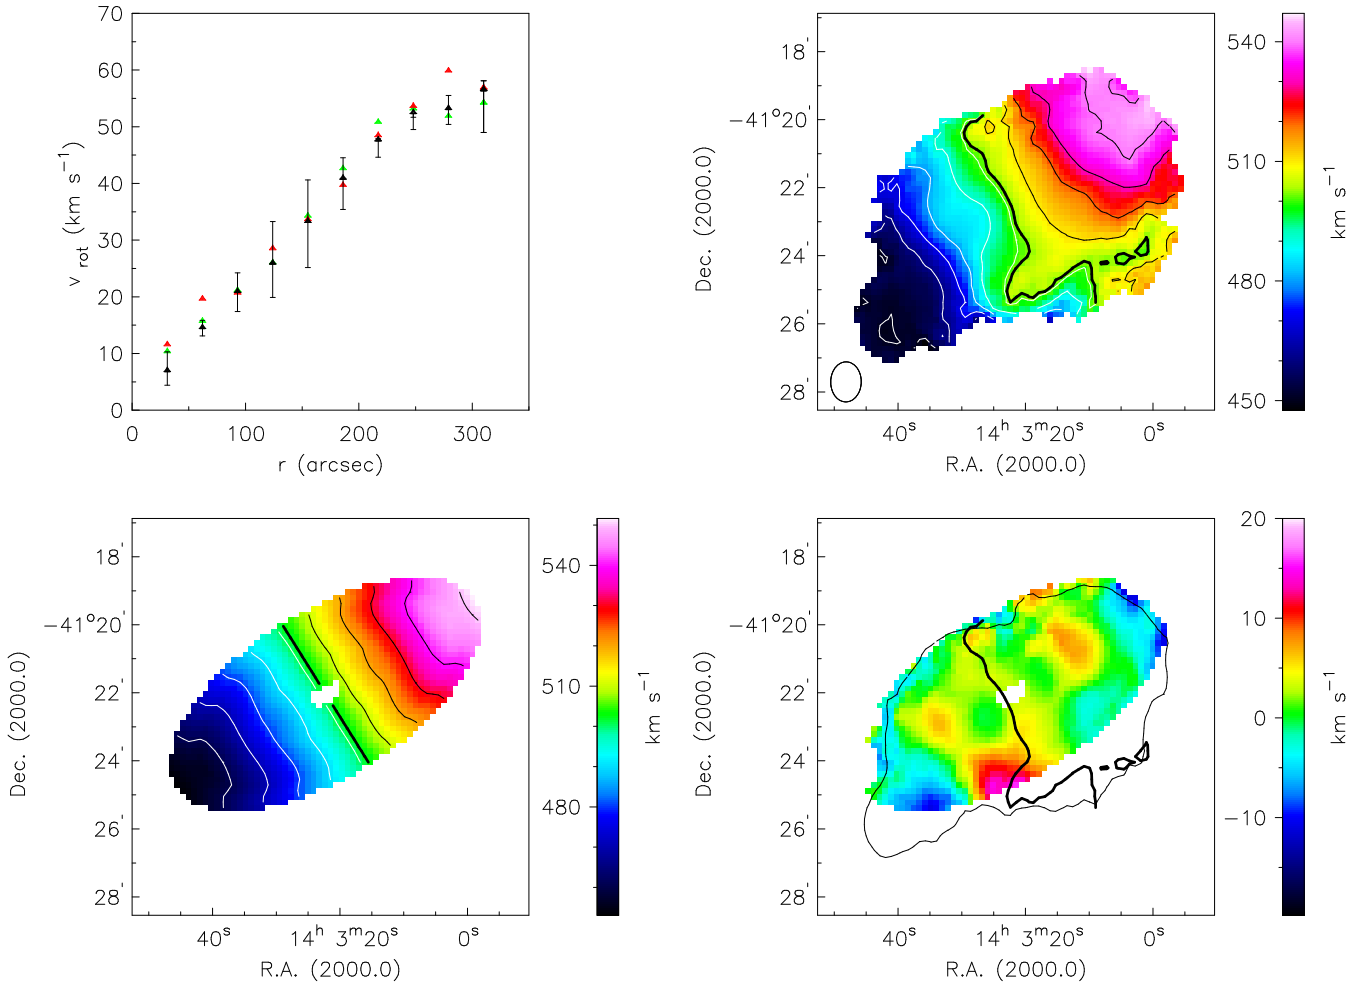 70
60
50
40
30
20
10
0
v rot (km s⁻¹)
0 100 200 300
r (arcsec)
18′
−41°20′
22′
24′
26′
28′
Dec. (2000.0)
40ˢ 14ʰ 3ᵐ20ˢ 0ˢ
R.A. (2000.0)
540
510
480
450
km s⁻¹
18′
−41°20′
22′
24′
26′
28′
Dec. (2000.0)
40ˢ 14ʰ 3ᵐ20ˢ 0ˢ
R.A. (2000.0)
540
510
480
km s⁻¹
18′
−41°20′
22′
24′
26′
28′
Dec. (2000.0)
40ˢ 14ʰ 3ᵐ20ˢ 0ˢ
R.A. (2000.0)
20
10
0
−10
km s⁻¹